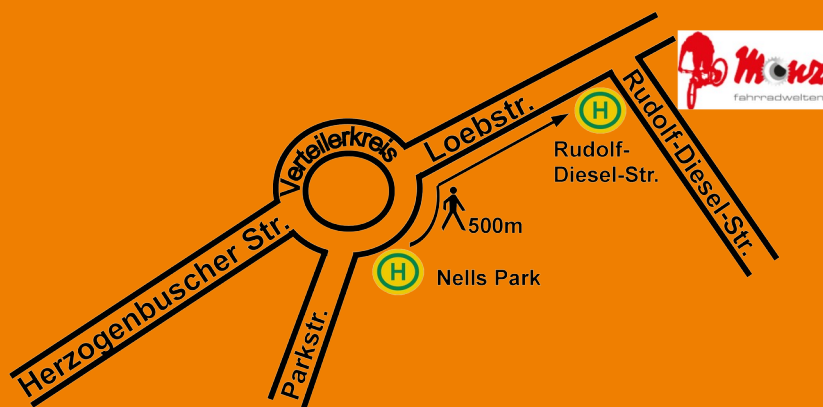 Monz
fahrradwelten
Rudolf-Diesel-Str.
Loebstr.
H
Rudolf-
Diesel-Str.
Verteilerkreis
500m
Herzogenbuscher Str.
H
Nells Park
Parkstr.